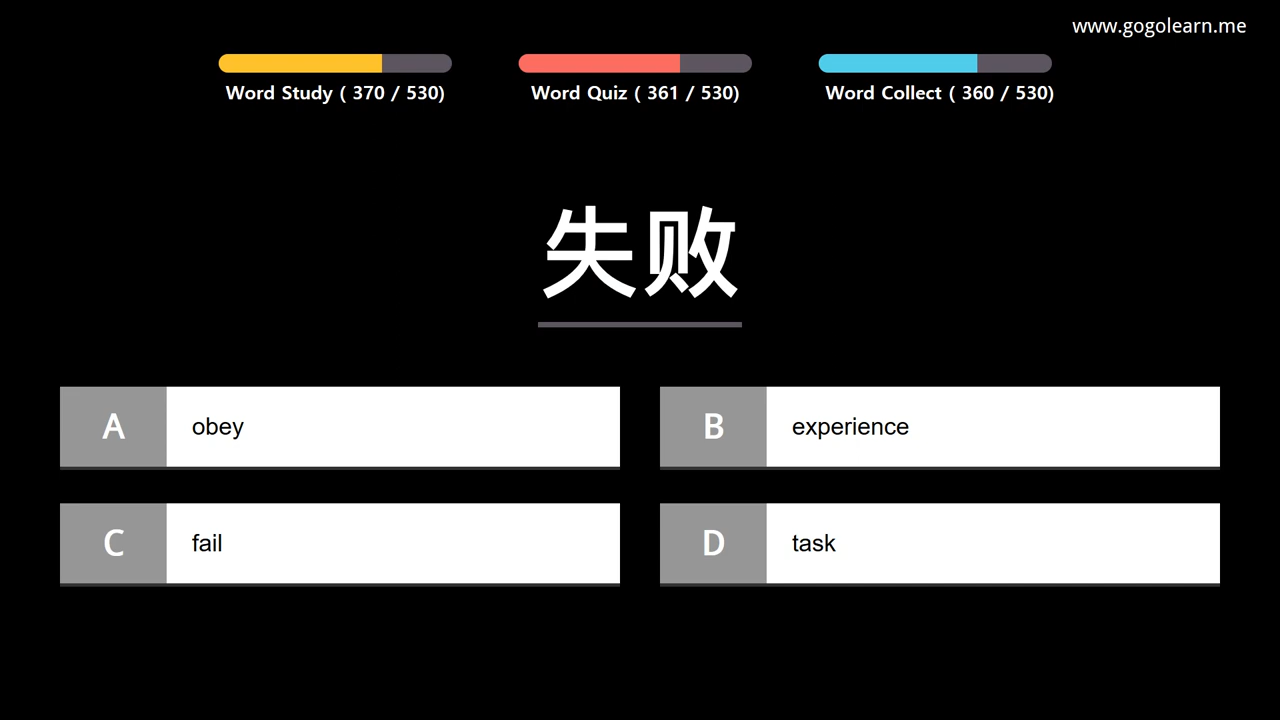 www.gogolearn.me
Word Study ( 370 / 530)
Word Quiz ( 361 / 530)
Word Collect ( 360 / 530)
失败
A obey
B experience
C fail
D task